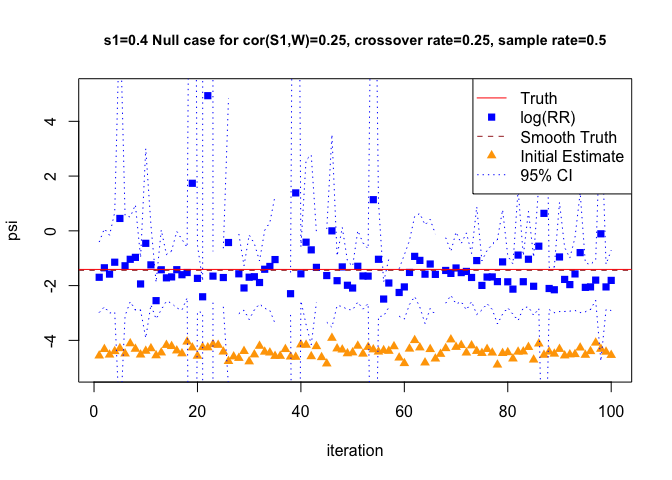 s1=0.4 Null case for cor(S1,W)=0.25, crossover rate=0.25, sample rate=0.5
Truth
log(RR)
Smooth Truth
Initial Estimate
95% CI
psi
4
2
0
-2
-4
0 20 40 60 80 100
iteration